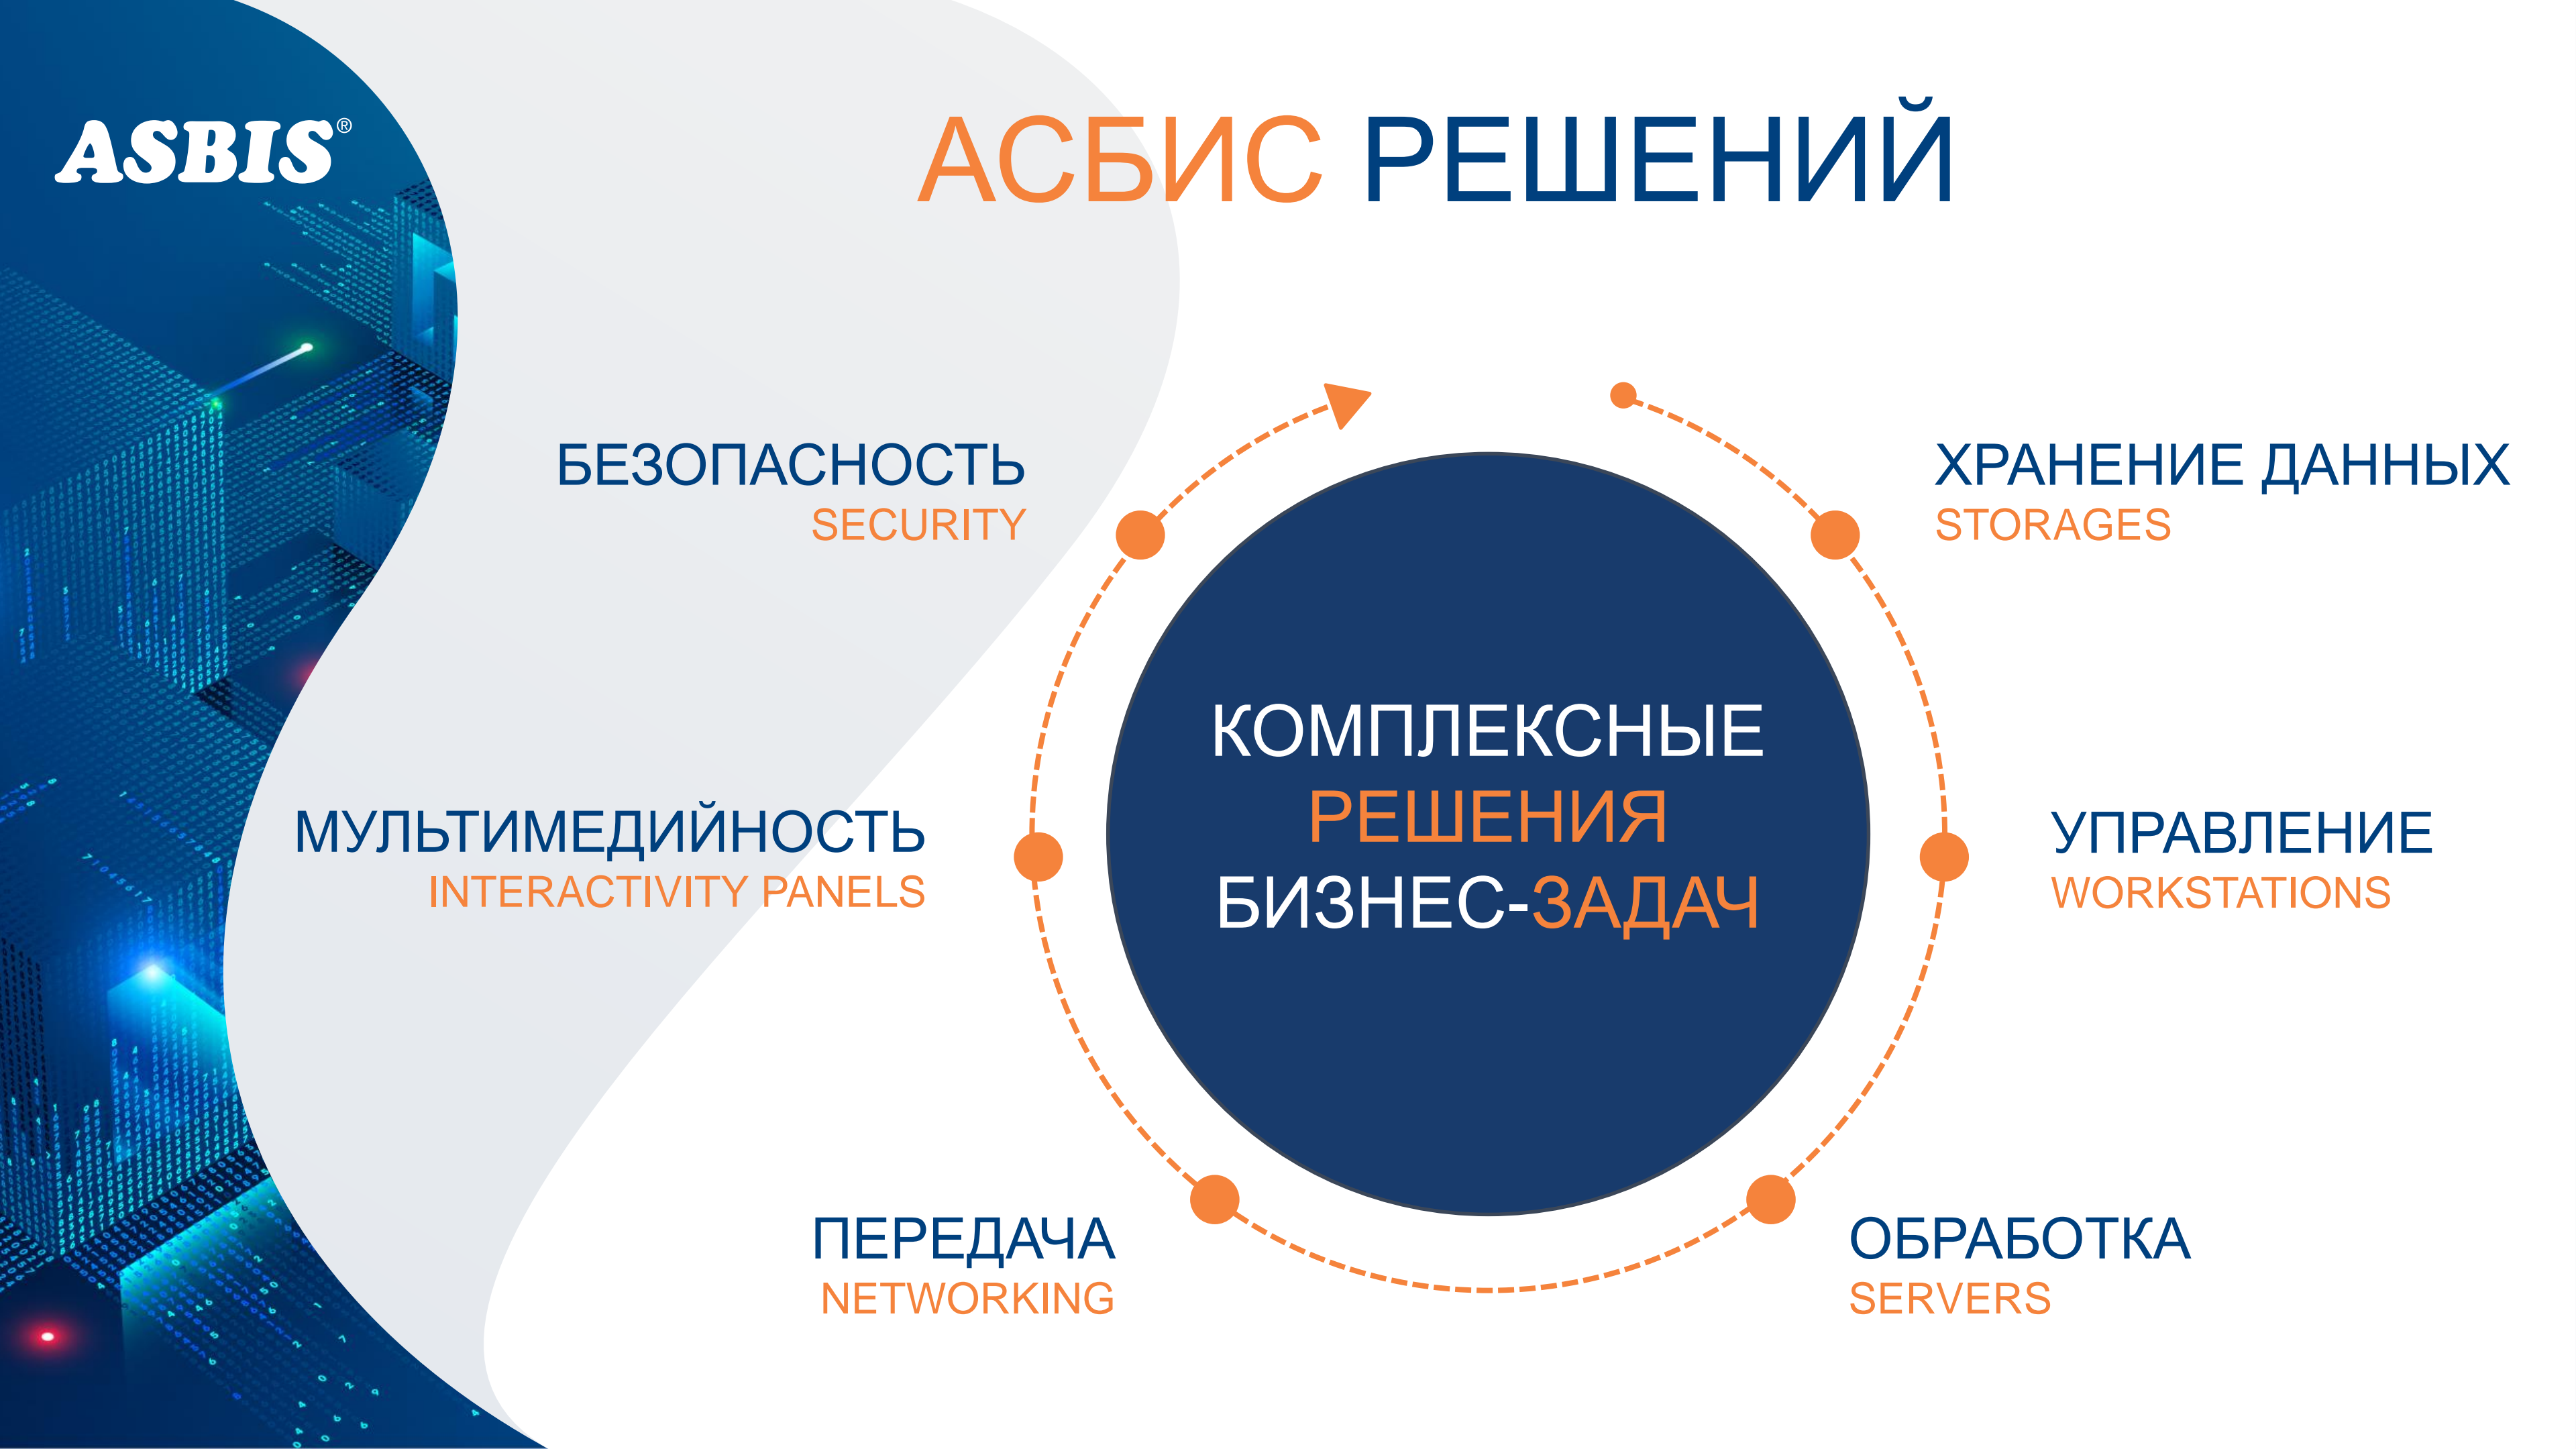 ASBIS®
АСБИС РЕШЕНИЙ
БЕЗОПАСНОСТЬ
SECURITY
ХРАНЕНИЕ ДАННЫХ
STORAGES
КОМПЛЕКСНЫЕ
РЕШЕНИЯ
БИЗНЕС-ЗАДАЧ
МУЛЬТИМЕДИЙНОСТЬ
INTERACTIVITY PANELS
УПРАВЛЕНИЕ
WORKSTATIONS
ПЕРЕДАЧА
NETWORKING
ОБРАБОТКА
SERVERS